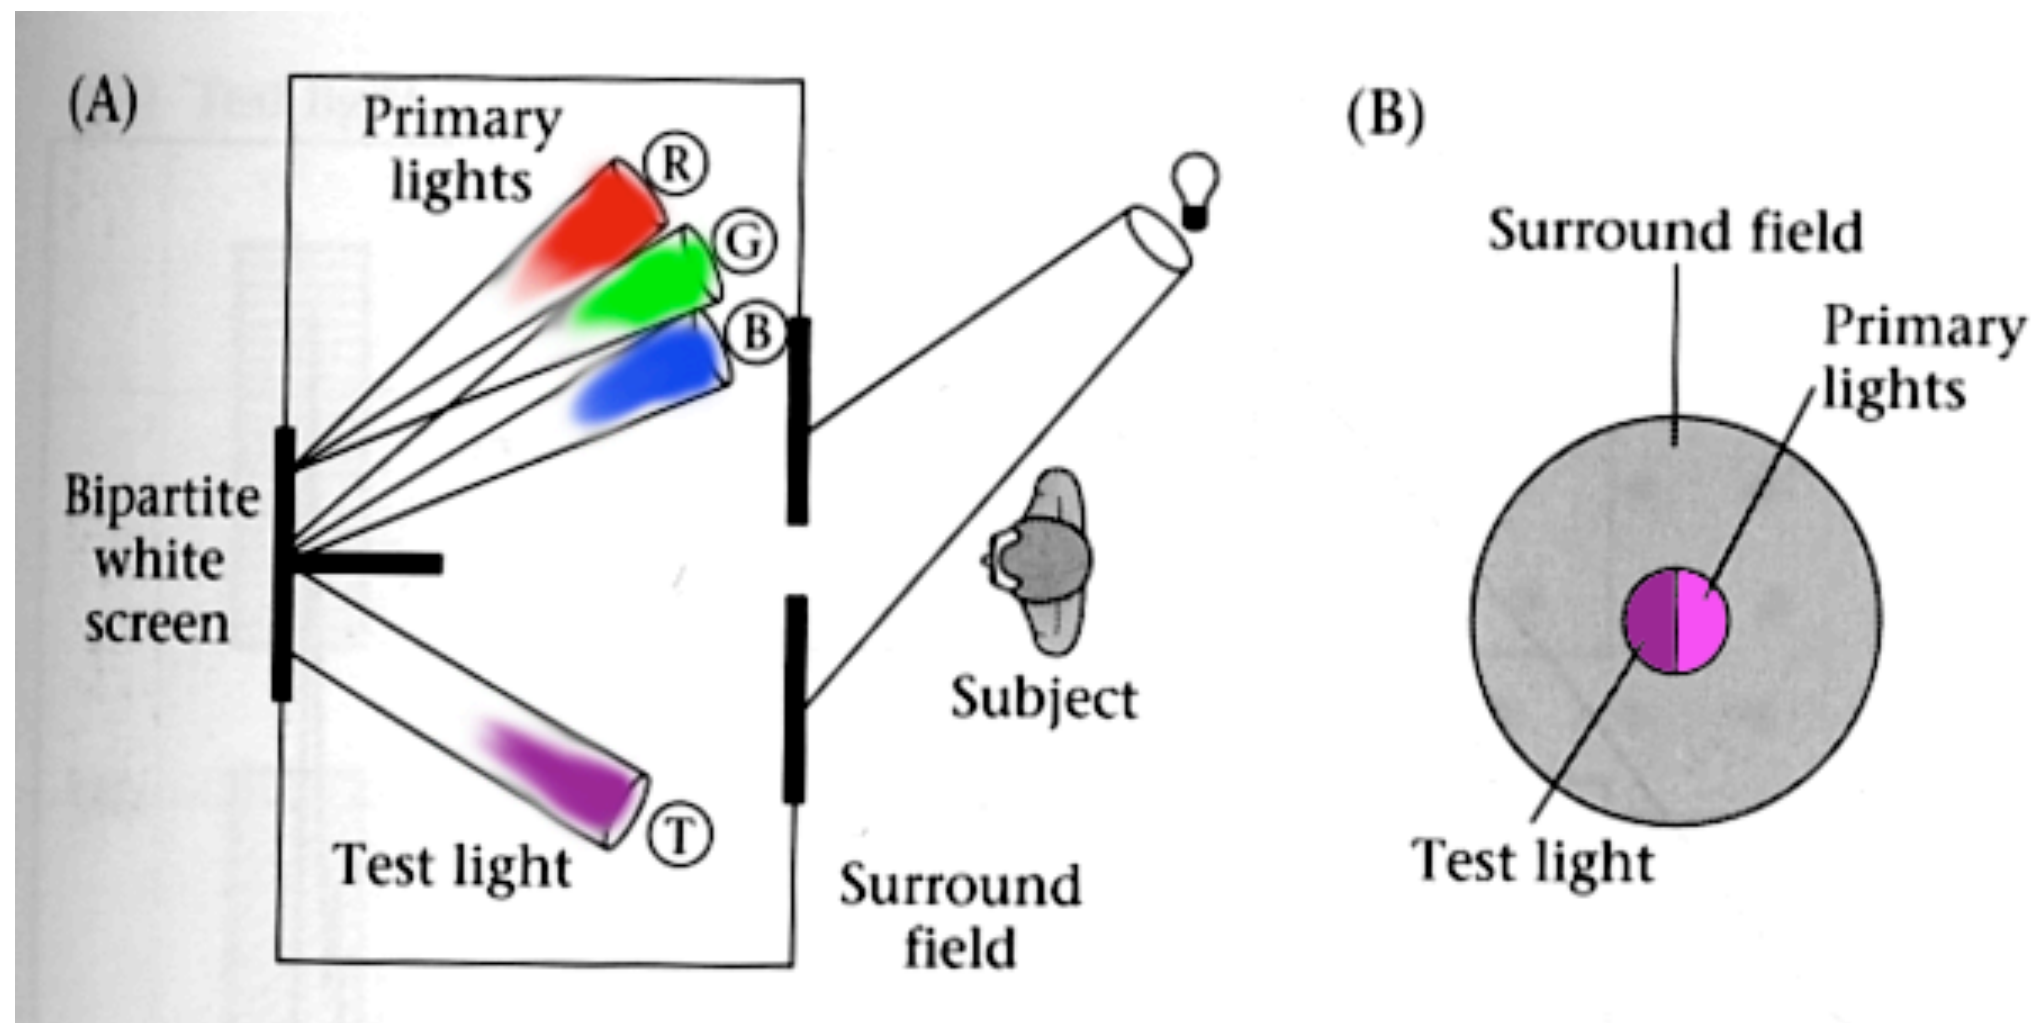 (A)
Primary
lights
R
G
B
Bipartite
white
screen
Test light
T
Subject
Surround
field
(B)
Surround field
Primary
lights
Test light